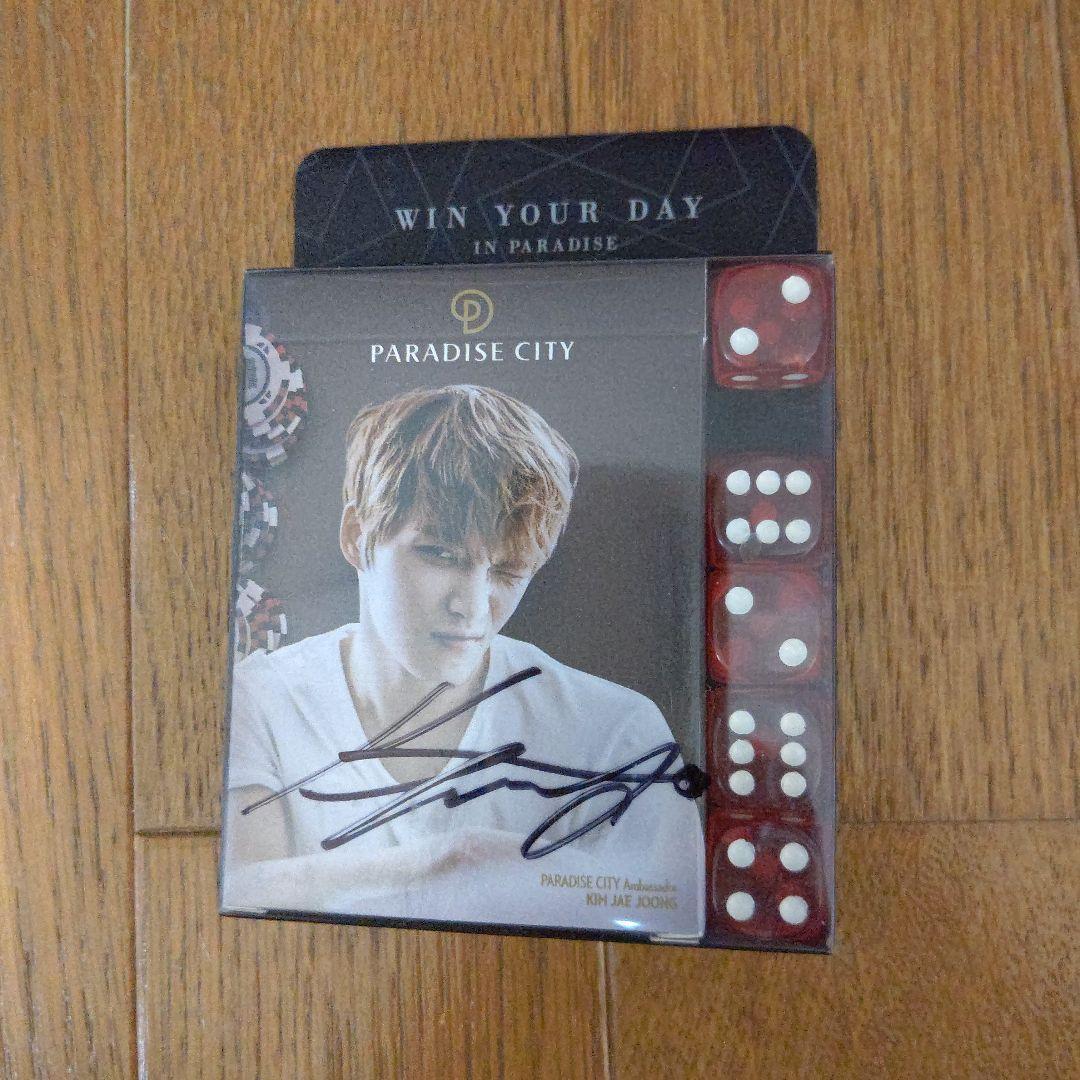 WIN YOUR DAY
IN PARADISE
PARADISE CITY
PARADISE CITY Ambassador
KIM JAE JOONG